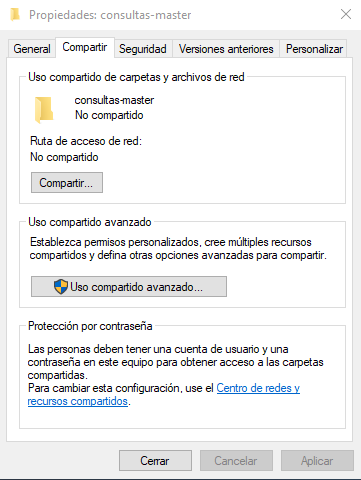 Propiedades: consultas-master
General
Compartir
Seguridad
Versiones anteriores
Personalizar
Uso compartido de carpetas y archivos de red
consultas-master
No compartido
Ruta de acceso de red:
No compartido
Compartir...
Uso compartido avanzado
Establezca permisos personalizados, cree múltiples recursos
compartidos y defina otras opciones avanzadas para compartir.
Uso compartido avanzado...
Protección por contraseña
Las personas deben tener una cuenta de usuario y una
contraseña en este equipo para obtener acceso a las carpetas
compartidas.
Para cambiar esta configuración, use el Centro de redes y
recursos compartidos.
Cerrar
Cancelar
Aplicar